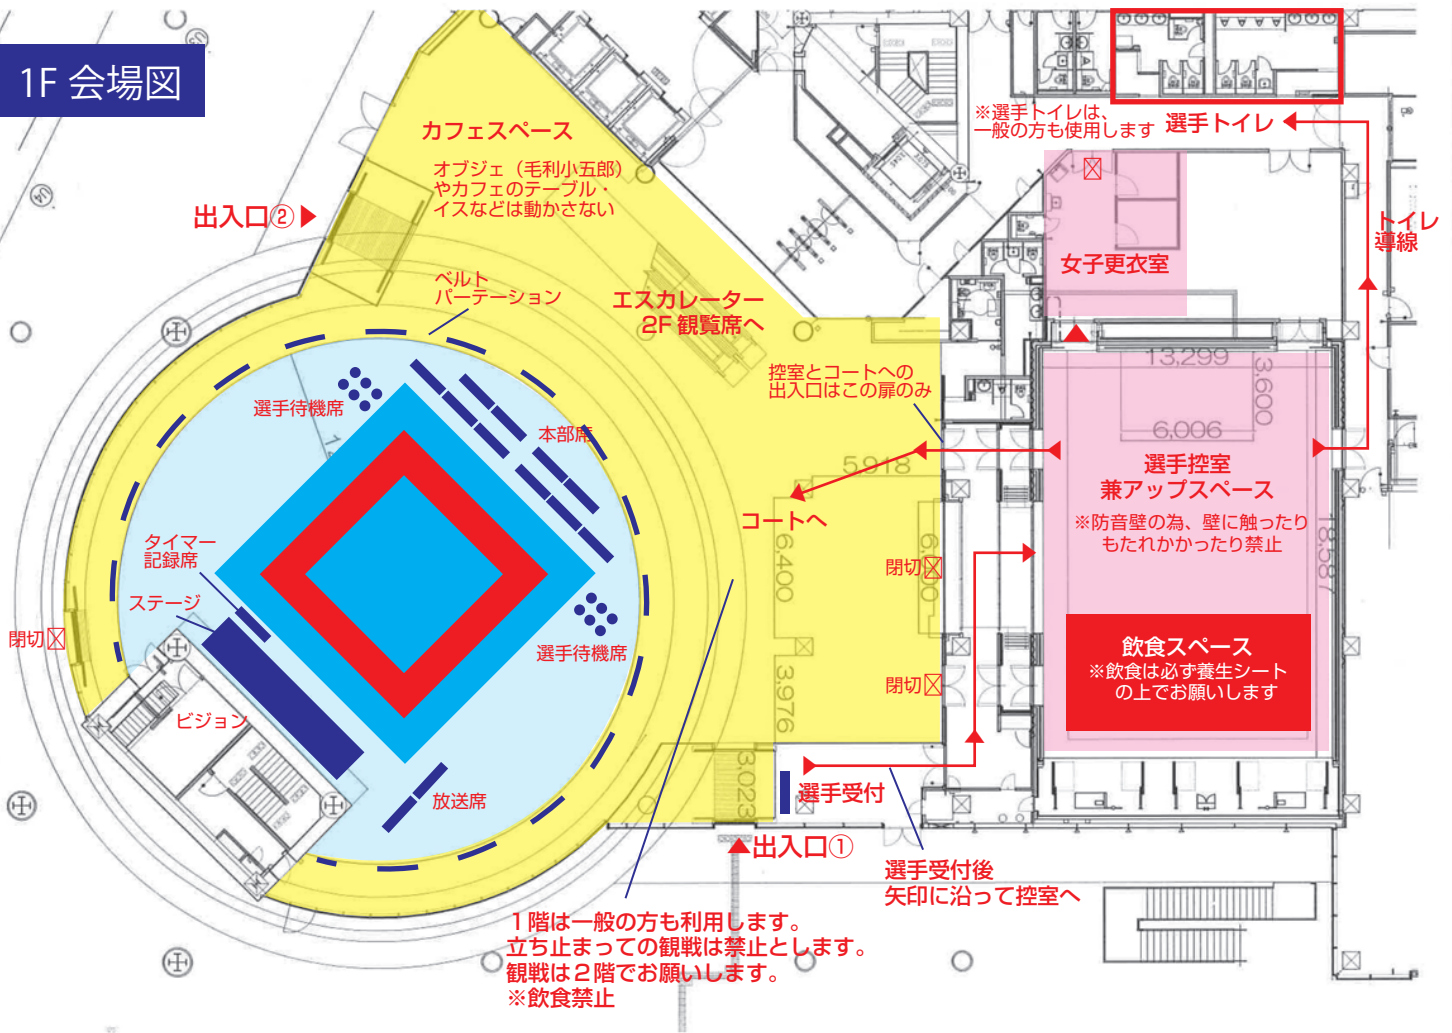 1F 会場図
カフェスペース
オブジェ（毛利小五郎）
やカフェのテーブル・
イスなどは動かさない
出入口②
※選手トイレは、
一般の方も使用します
選手トイレ
トイレ
導線
女子更衣室
ベルト
パーテーション
エスカレーター
2F 観覧席へ
控室とコートへの
出入口はこの扉のみ
13,299
3,600
6,006
選手待機席
本部席
5,918
選手控室
兼アップスペース
※防音壁の為、壁に触ったり
もたれかかったり禁止
18,587
コートへ
6,400
閉切
タイマー
記録席
ステージ
閉切
選手待機席
飲食スペース
※飲食は必ず養生シート
の上でお願いします
閉切
3,976
ビジョン
3,023
選手受付
放送席
出入口①
選手受付後
矢印に沿って控室へ
１階は一般の方も利用します。
立ち止まっての観戦は禁止とします。
観戦は２階でお願いします。
※飲食禁止